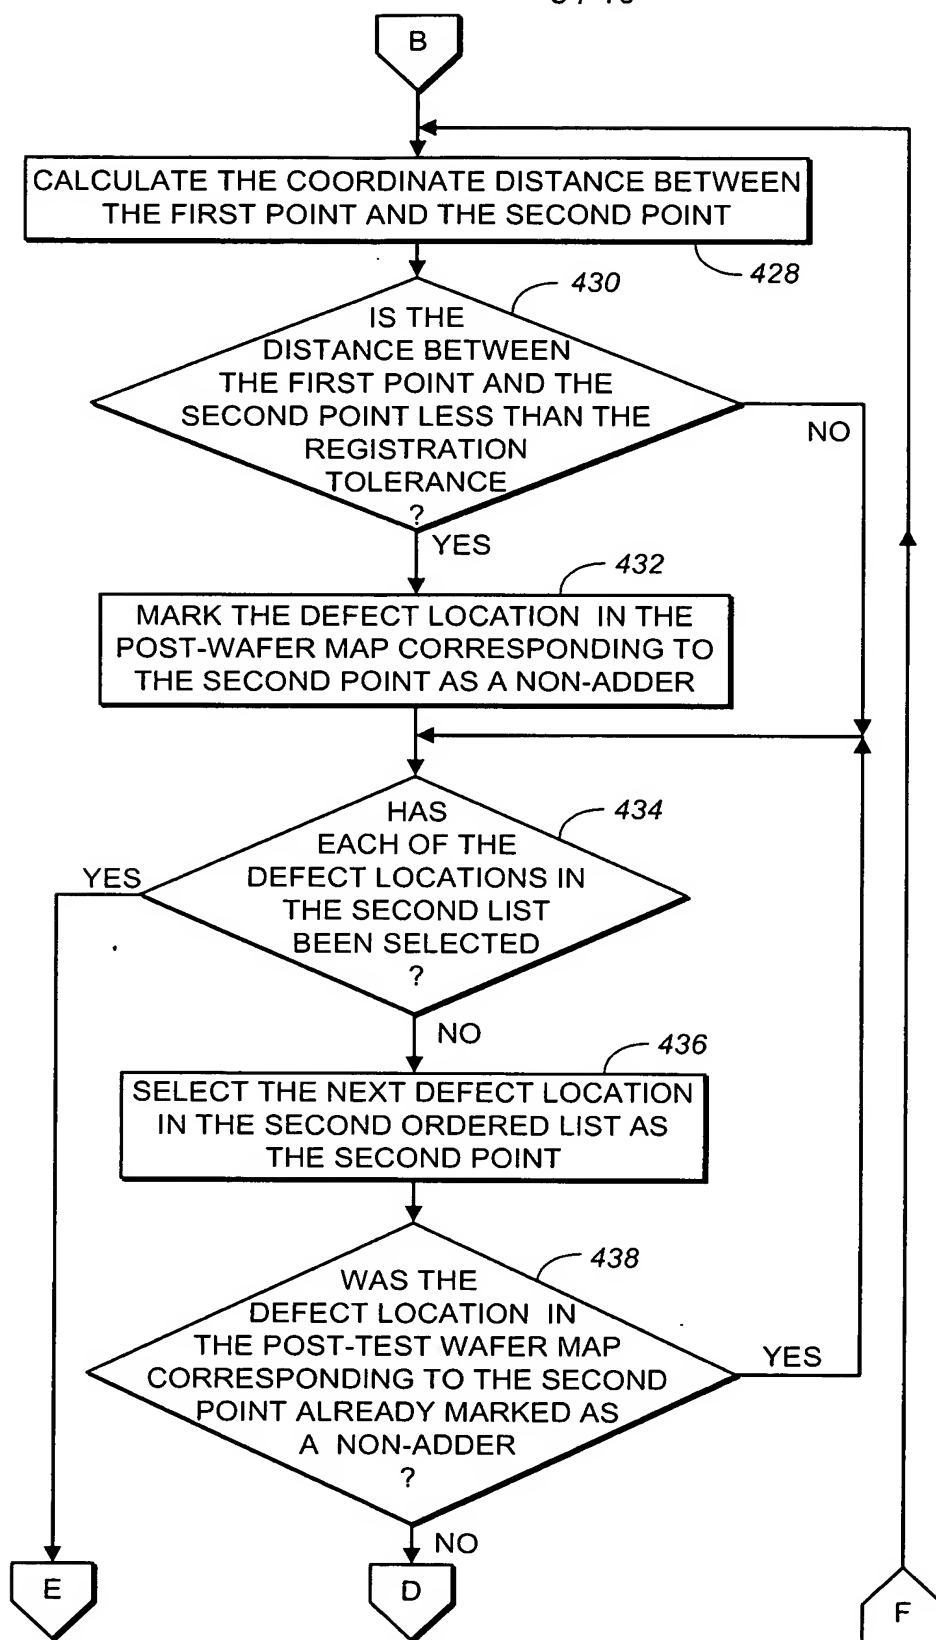 B
CALCULATE THE COORDINATE DISTANCE BETWEEN
THE FIRST POINT AND THE SECOND POINT
428
430
IS THE
DISTANCE BETWEEN
THE FIRST POINT AND THE
SECOND POINT LESS THAN THE
REGISTRATION
TOLERANCE
?
NO
YES
432
MARK THE DEFECT LOCATION IN THE
POST-WAFER MAP CORRESPONDING TO
THE SECOND POINT AS A NON-ADDER
434
HAS
EACH OF THE
DEFECT LOCATIONS IN
THE SECOND LIST
BEEN SELECTED
?
YES
NO
436
SELECT THE NEXT DEFECT LOCATION
IN THE SECOND ORDERED LIST AS
THE SECOND POINT
438
WAS THE
DEFECT LOCATION IN
THE POST-TEST WAFER MAP
CORRESPONDING TO THE SECOND
POINT ALREADY MARKED AS
A NON-ADDER
?
YES
NO
E
D
F